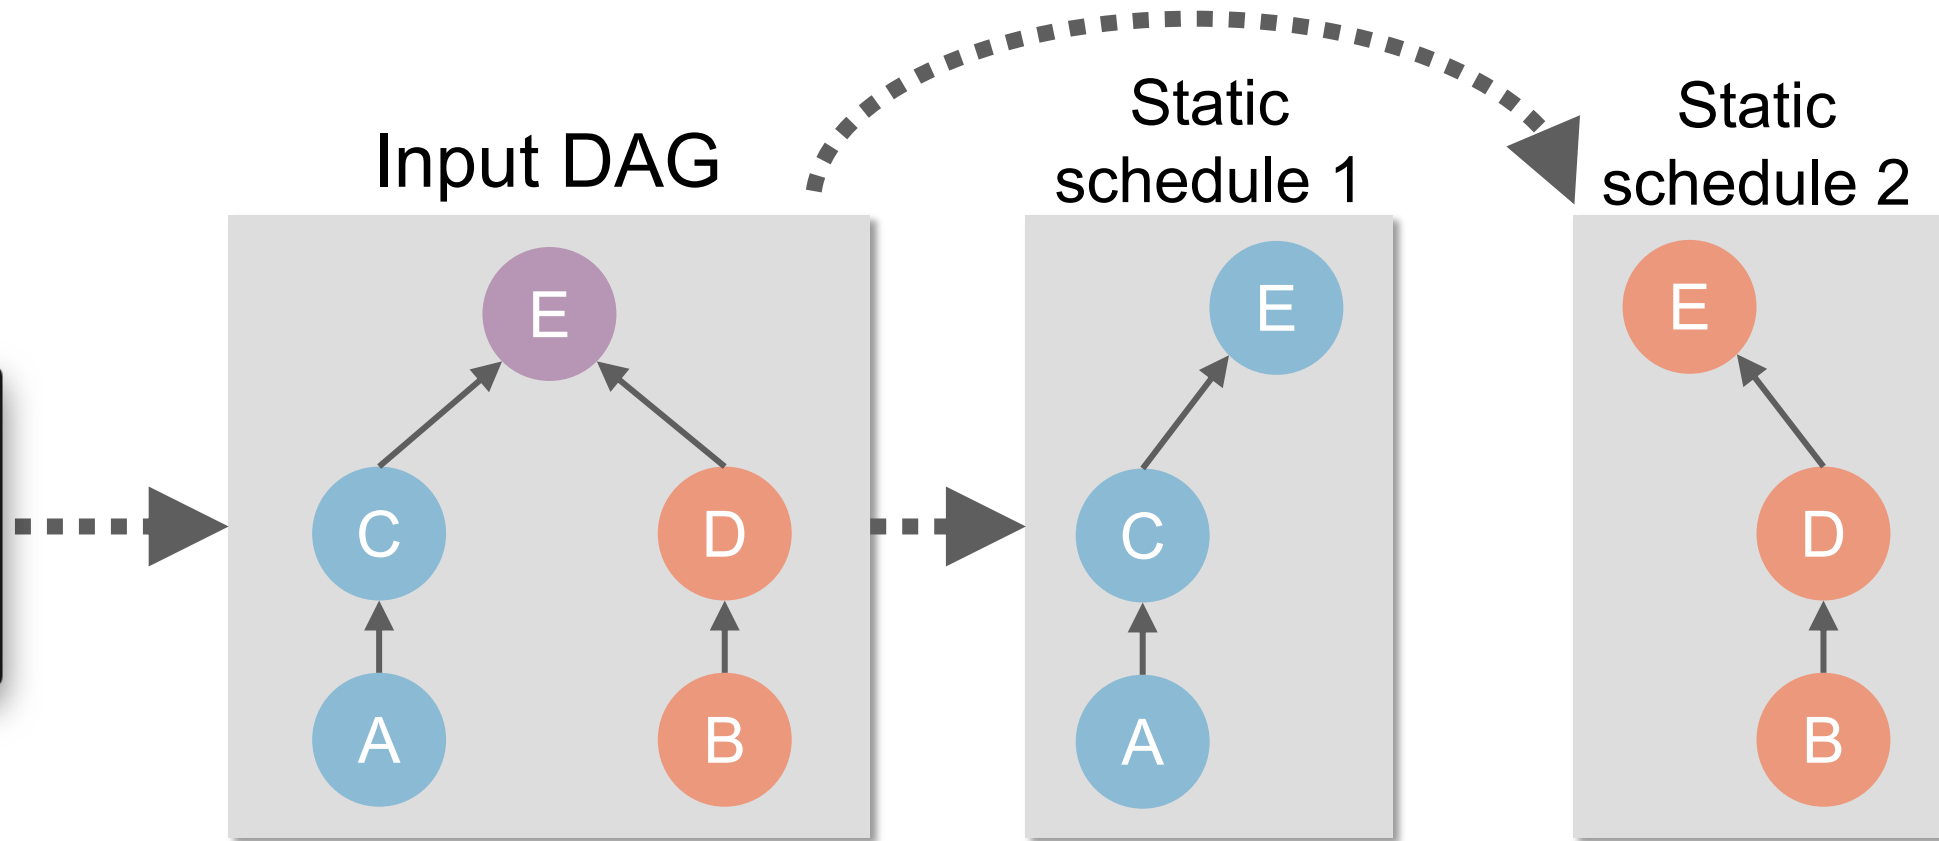 Input DAG
E
C
D
A
B
Static
schedule 1
E
C
A
Static
schedule 2
E
D
B